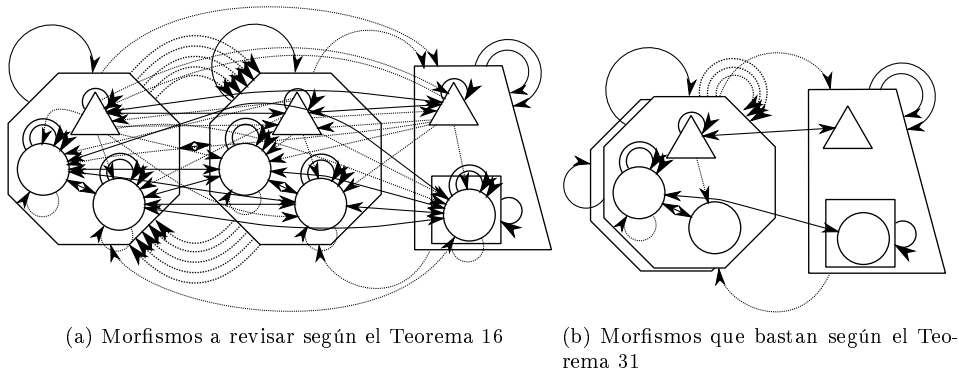 (a) Morfismos a revisar según el Teorema 16
(b) Morfismos que bastan según el Teo-
rema 31